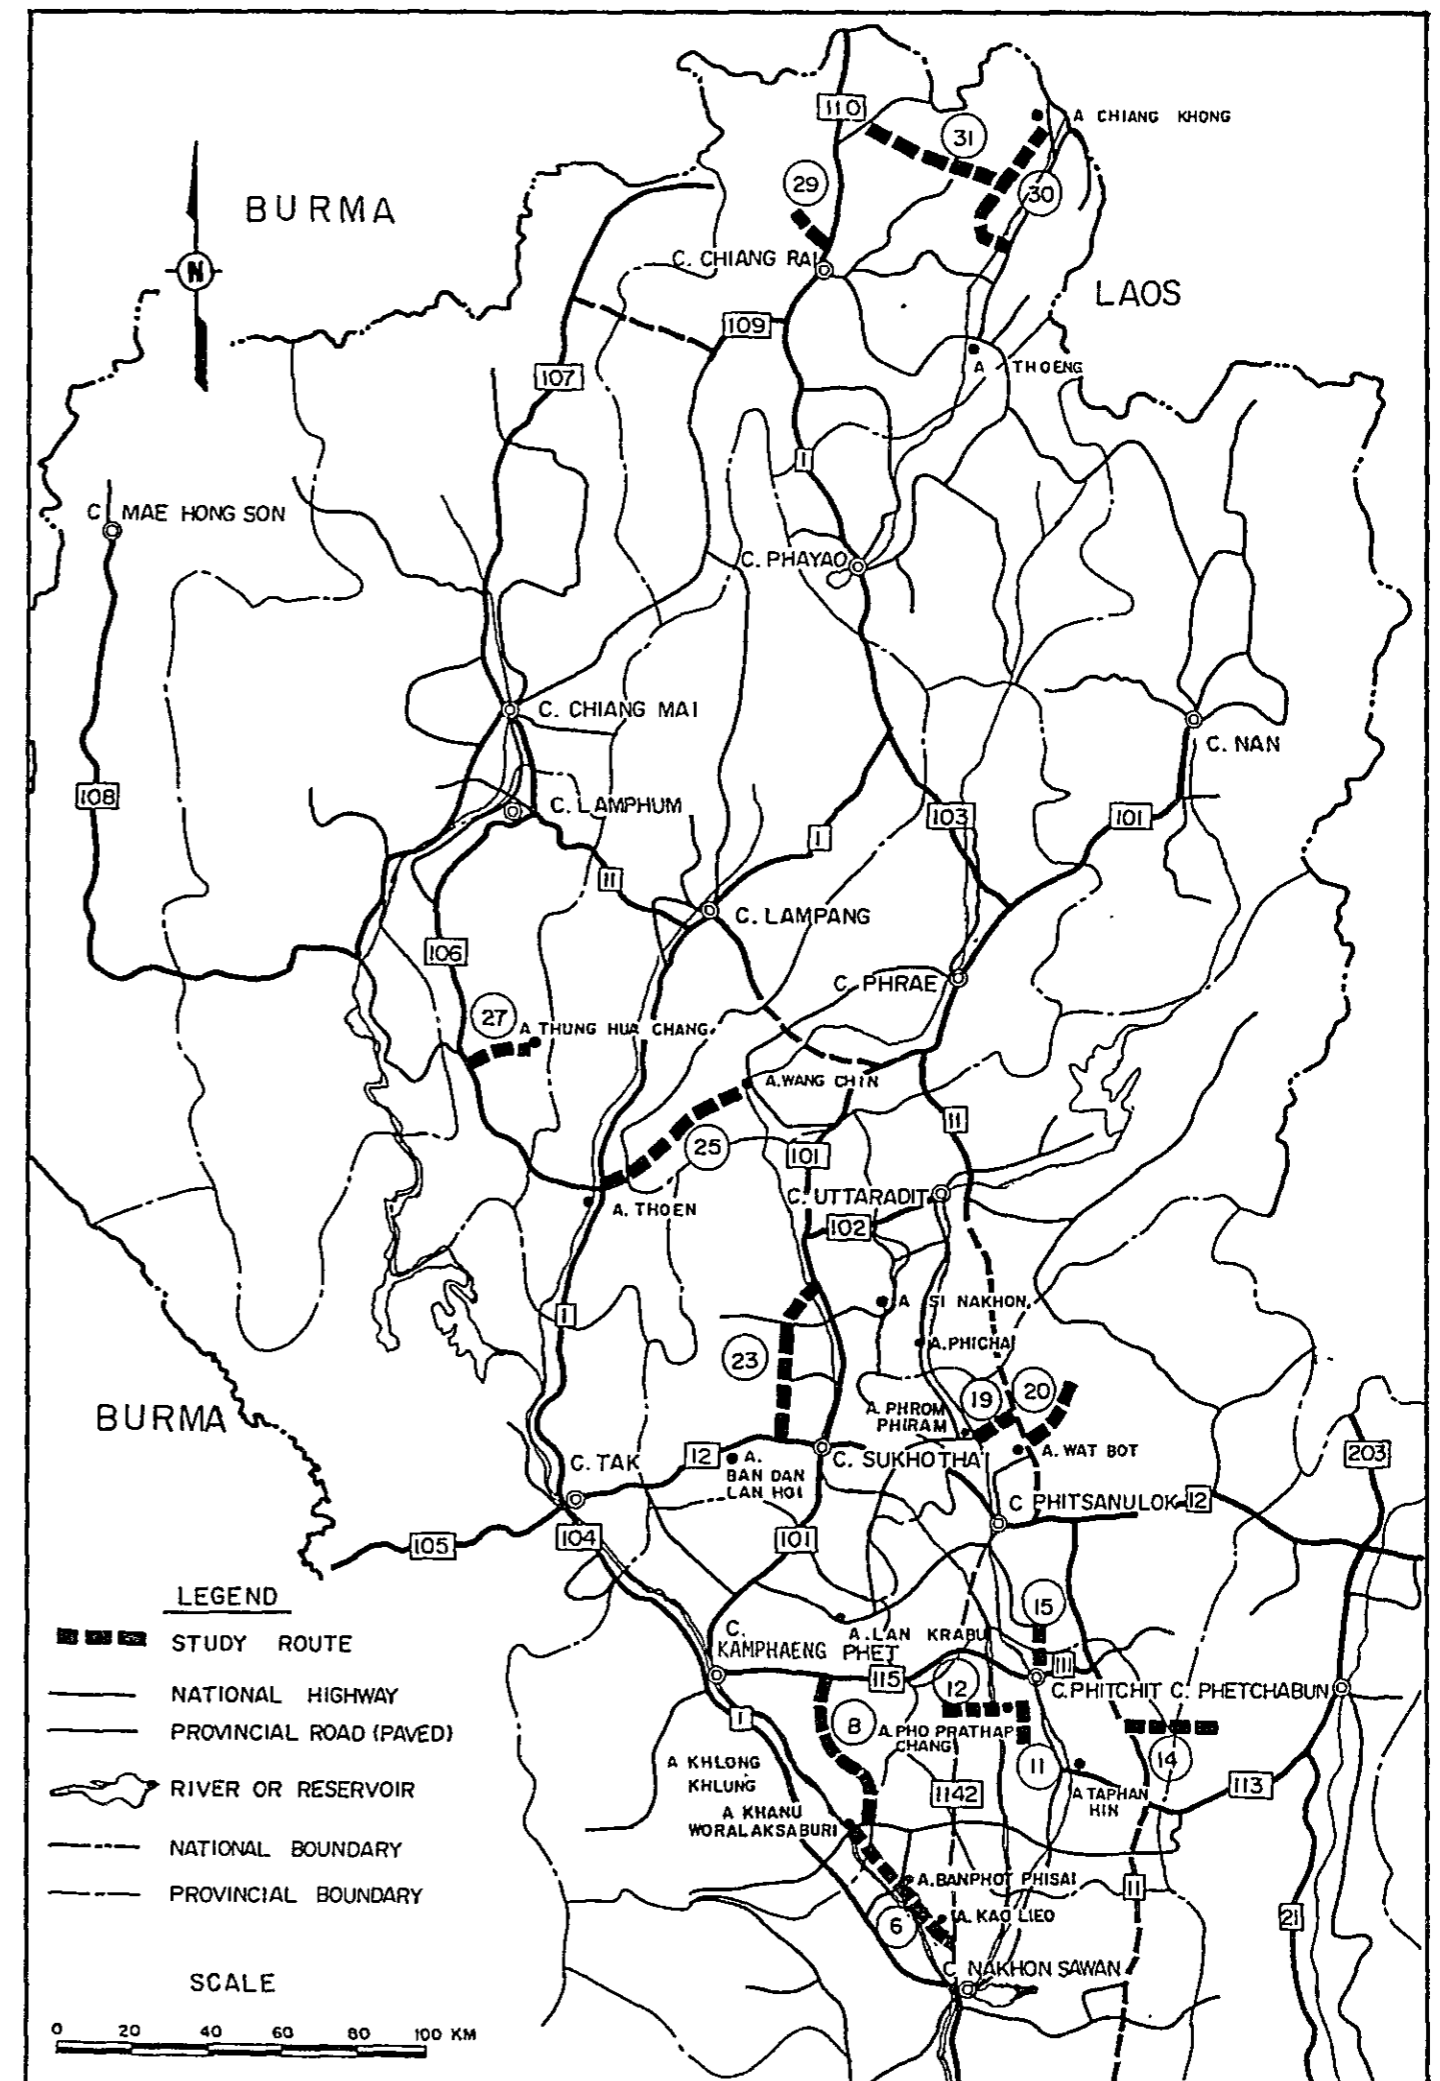 110
A CHIANG KHONG
31
29
30
BURMA
N
C. CHIANG RAI
LAOS
109
A THOENG
107
1
C. MAE HONG SON
C. PHAYAO
C. CHIANG MAI
C. NAN
108
C. LAMPHUM
103
101
1
11
C. LAMPANG
106
C. PHRAE
27
A THUNG HUA CHANG
A. WANG CHIN
11
25
101
C. UTTARADIT
A. THOEN
102
A SI NAKHON
1
A. PHICHAI
23
19
20
A. PHROM
PHIRAM
BURMA
A. WAT BOT
203
C. TAK
12
A.
BAN DAN
LAN HOI
C. SUKHOTHAI
C PHITSANULOK
12
105
104
101
LEGEND
STUDY ROUTE
NATIONAL HIGHWAY
PROVINCIAL ROAD (PAVED)
RIVER OR RESERVOIR
NATIONAL BOUNDARY
PROVINCIAL BOUNDARY
15
A. LAN KRABU
C.
KAMPHAENG PHET
115
111
12
C. PHITCHIT
C. PHETCHABUN
1
8
A. PHO PRATHAP
CHANG
11
14
A KHLONG
KHLUNG
1142
A TAPHAN
HIN
113
A KHANU
WORALAKSABURI
A. BANPHOT PHISAI
11
6
A. KAO LIEO
21
C NAKHON SAWAN
SCALE
0 20 40 60 80 100 KM